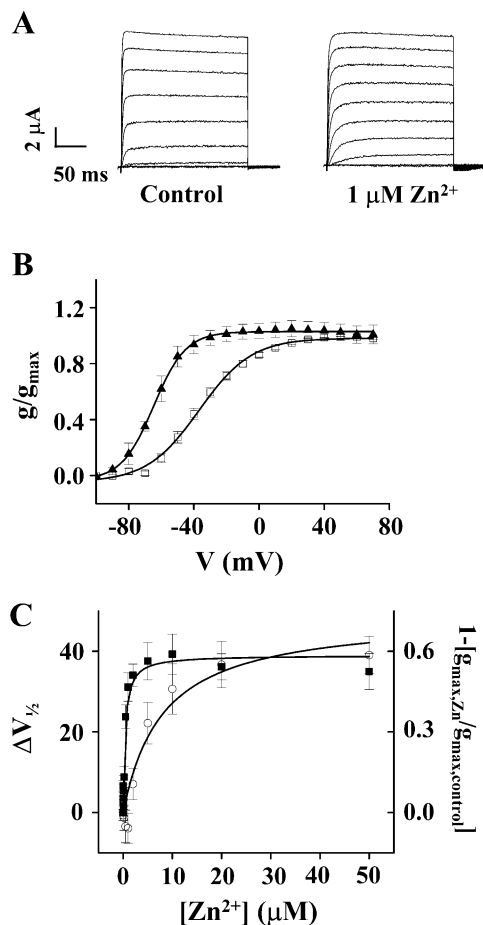 A
2 μA
50 ms
Control
1 μM Zn²⁺
B
g/gmax
1.2
0.8
0.4
0.0
-80 -40 0 40 80
V (mV)
C
ΔV½
40
20
0
1-[gmax,Zn/gmax,control]
0.6
0.3
0.0
0 10 20 30 40 50
[Zn²⁺] (μM)